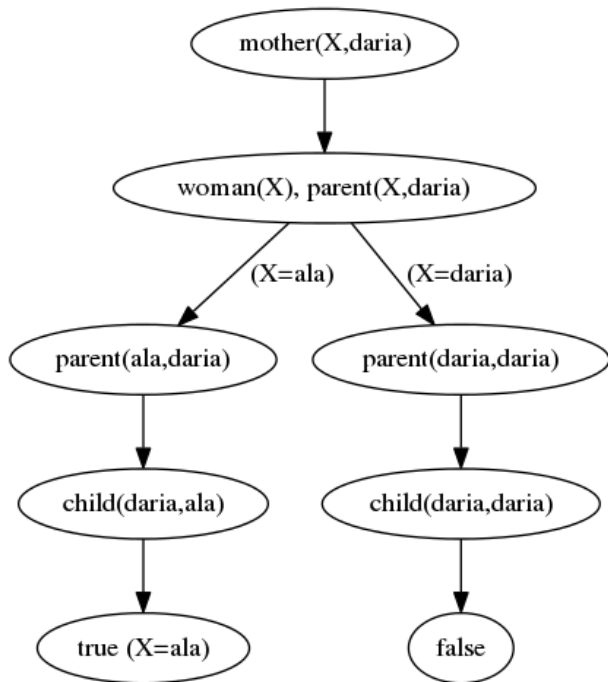 mother(X,daria)
woman(X), parent(X,daria)
(X=ala)
(X=daria)
parent(ala,daria)
parent(daria,daria)
child(daria,ala)
child(daria,daria)
true (X=ala)
false